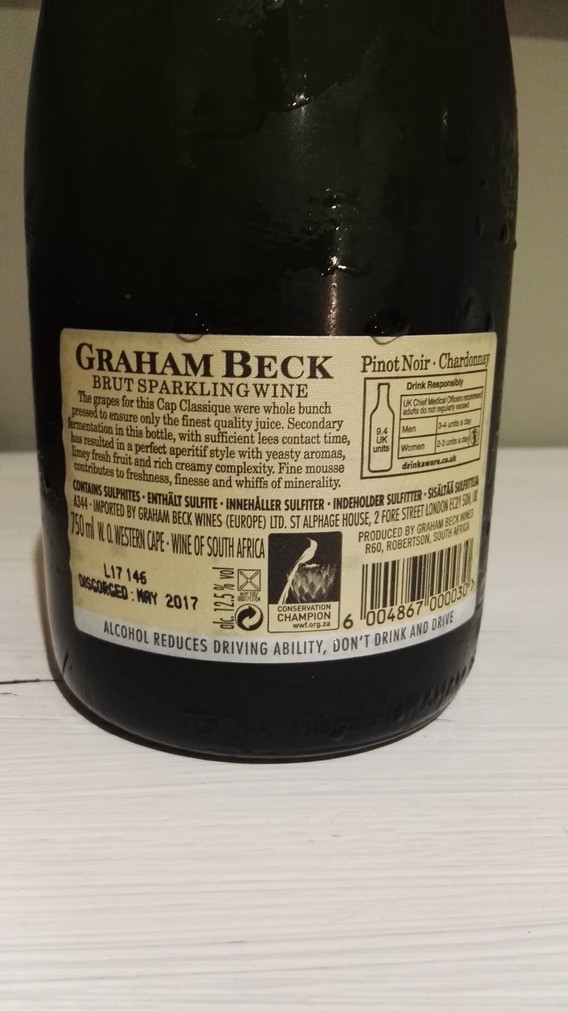 GRAHAM BECK
BRUT SPARKLING WINE
The grapes for this Cap Classique were whole bunch
pressed to ensure only the finest quality juice. Secondary
fermentation in this bottle, with sufficient lees contact time,
has resulted in a perfect aperitif style with yeasty aromas,
limey fresh fruit and rich creamy complexity. Fine mousse
contributes to freshness, finesse and whiffs of minerality.
Pinot Noir · Chardonnay
Drink Responsibly
UK Chief Medical Officers recommend
adults do not regularly exceed
Men 3-4 units a day
Women 2-3 units a day
9.4
UK
units
drinkaware.co.uk
CONTAINS SULPHITES · ENTHÄLT SULFITE · INNEHÅLLER SULFITER · INDEHOLDER SULFITTER · SISÄLTÄÄ SULFIITTEJA
A344 · IMPORTED BY GRAHAM BECK WINES (EUROPE) LTD. ST ALPHAGE HOUSE, 2 FORE STREET LONDON EC2Y 5DH, UK
750 ml W.O. WESTERN CAPE · WINE OF SOUTH AFRICA
PRODUCED BY GRAHAM BECK WINES
R60, ROBERTSON, SOUTH AFRICA
L17 146
DISGORGED: MAY 2017
alc. 12.5% vol
CONSERVATION
CHAMPION
wwf.org.za
6 004867 000030
ALCOHOL REDUCES DRIVING ABILITY, DON'T DRINK AND DRIVE